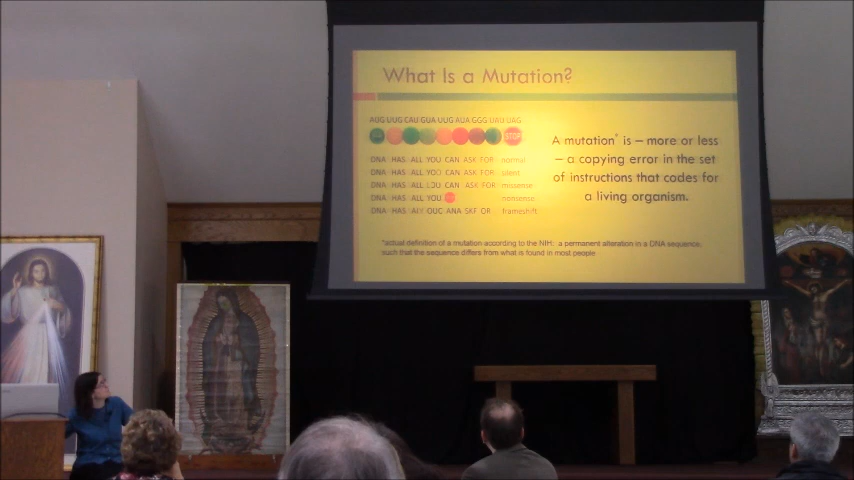 What Is a Mutation?
AUG UUG CAU GUA UUG AUA GGG UAU UAG
STOP
DNA HAS ALL YOU CAN ASK FOR normal
DNA HAS ALL YOO CAN ASK FOR silent
DNA HAS ALL LOU CAN ASK FOR missense
DNA HAS ALL YOU nonsense
DNA HAS ALY OUC ANA SKF OR frameshift
A mutation* is – more or less
– a copying error in the set
of instructions that codes for
a living organism.
*actual definition of a mutation according to the NIH: a permanent alteration in a DNA sequence,
such that the sequence differs from what is found in most people